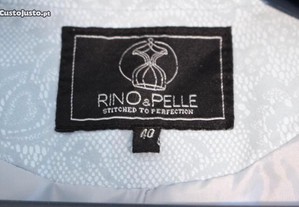 CustoJusto.pt
RINO & PELLE
STITCHED TO PERFECTION
40